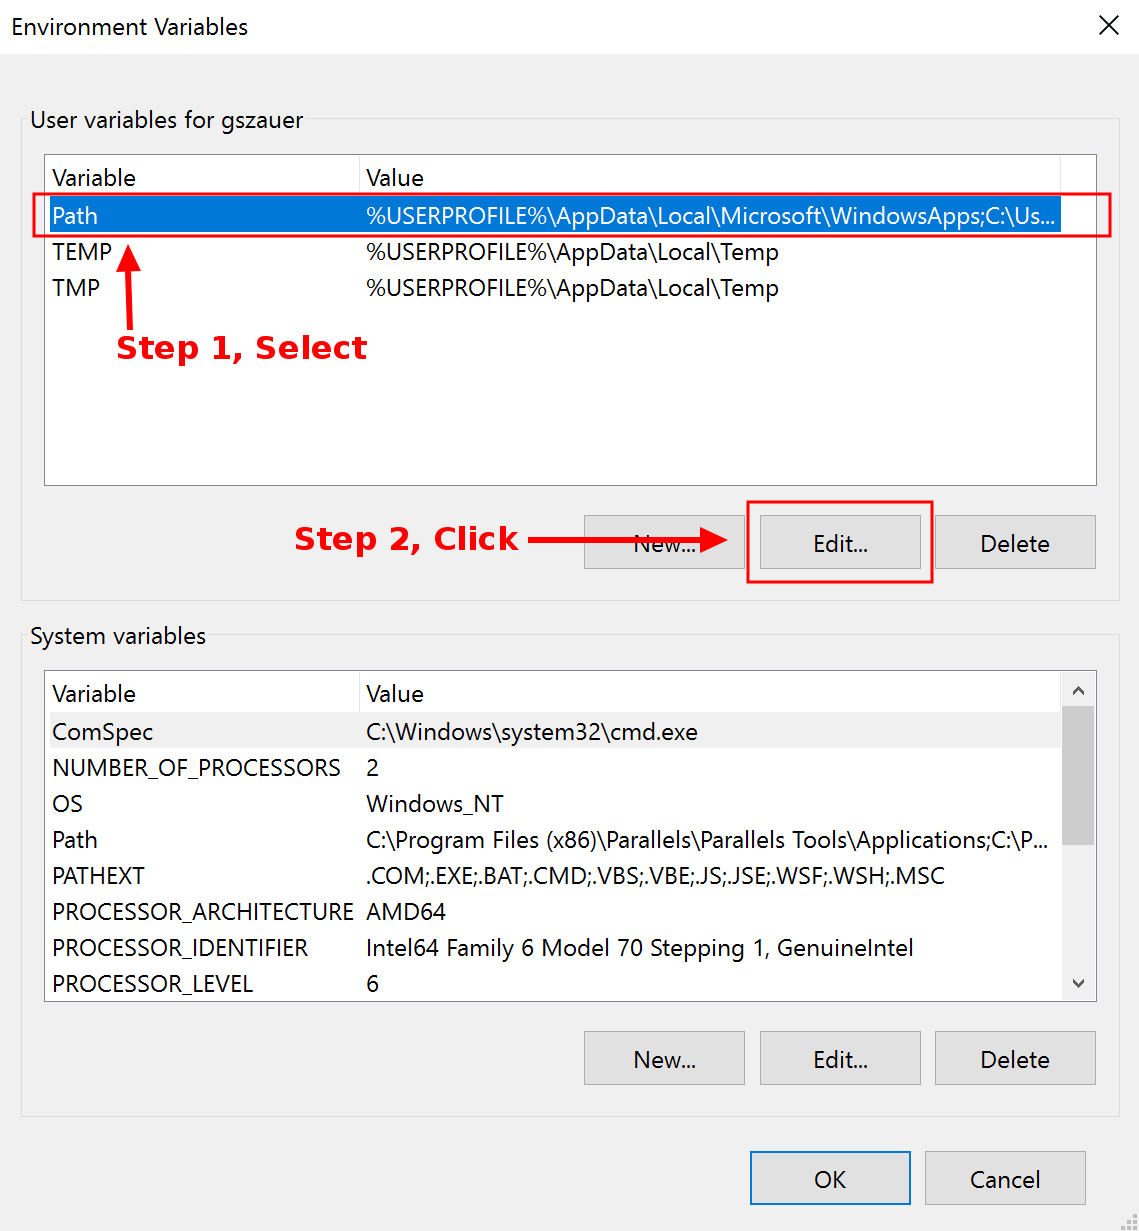 Environment Variables
User variables for gszauer
Variable Value
Path %USERPROFILE%\AppData\Local\Microsoft\WindowsApps;C:\Us...
TEMP %USERPROFILE%\AppData\Local\Temp
TMP %USERPROFILE%\AppData\Local\Temp
Step 1, Select
Step 2, Click New... Edit... Delete
System variables
Variable Value
ComSpec C:\Windows\system32\cmd.exe
NUMBER_OF_PROCESSORS 2
OS Windows_NT
Path C:\Program Files (x86)\Parallels\Parallels Tools\Applications;C:\P...
PATHEXT .COM;.EXE;.BAT;.CMD;.VBS;.VBE;.JS;.JSE;.WSF;.WSH;.MSC
PROCESSOR_ARCHITECTURE AMD64
PROCESSOR_IDENTIFIER Intel64 Family 6 Model 70 Stepping 1, GenuineIntel
PROCESSOR_LEVEL 6
New... Edit... Delete
OK Cancel